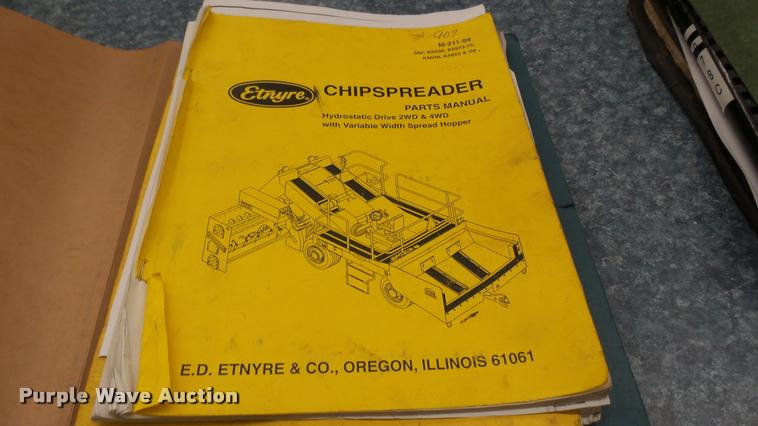 907
M-211-99
Etnyre
CHIPSPREADER
PARTS MANUAL
Hydrostatic Drive 2WD & 4WD
with Variable Width Spread Hopper
E.D. ETNYRE & CO., OREGON, ILLINOIS 61061
Purple Wave Auction